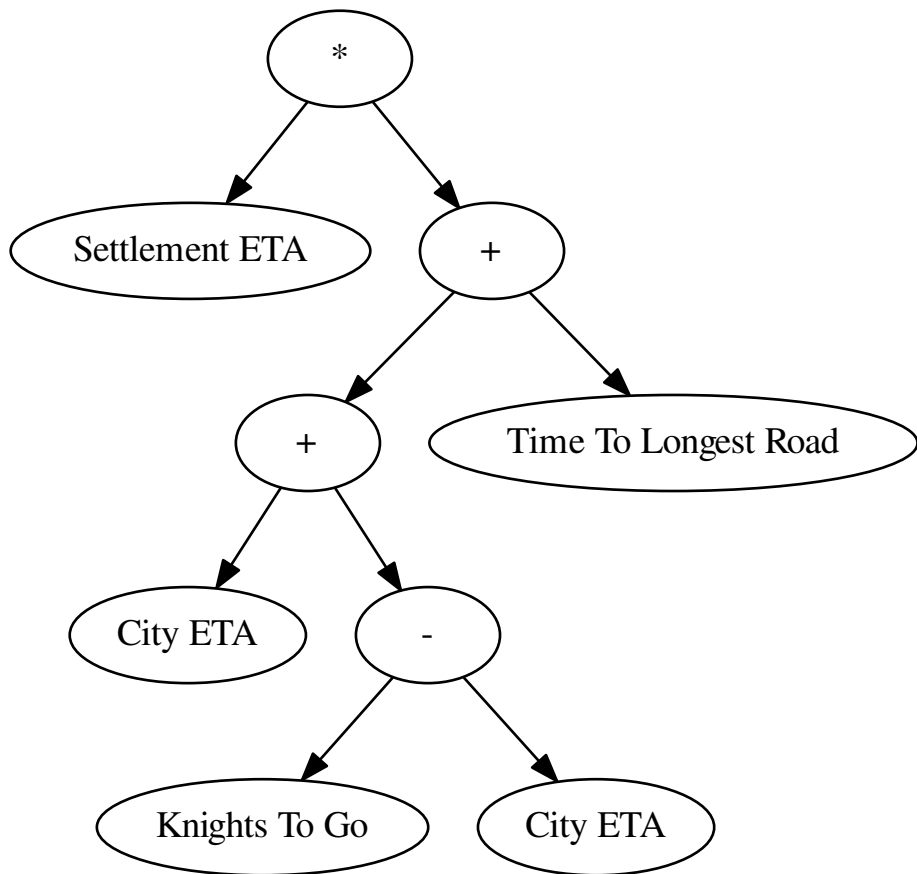 *
Settlement ETA
+
+
Time To Longest Road
City ETA
-
Knights To Go
City ETA